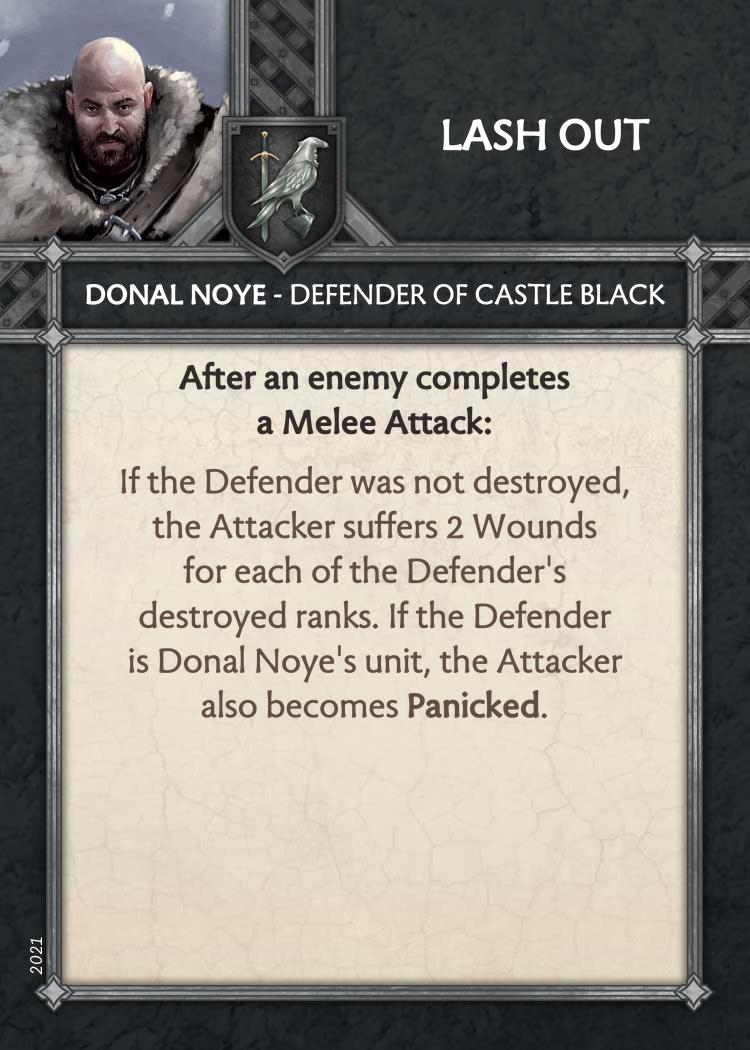 LASH OUT
DONAL NOYE - DEFENDER OF CASTLE BLACK
After an enemy completes
a Melee Attack:
If the Defender was not destroyed,
the Attacker suffers 2 Wounds
for each of the Defender's
destroyed ranks. If the Defender
is Donal Noye's unit, the Attacker
also becomes Panicked.
2021